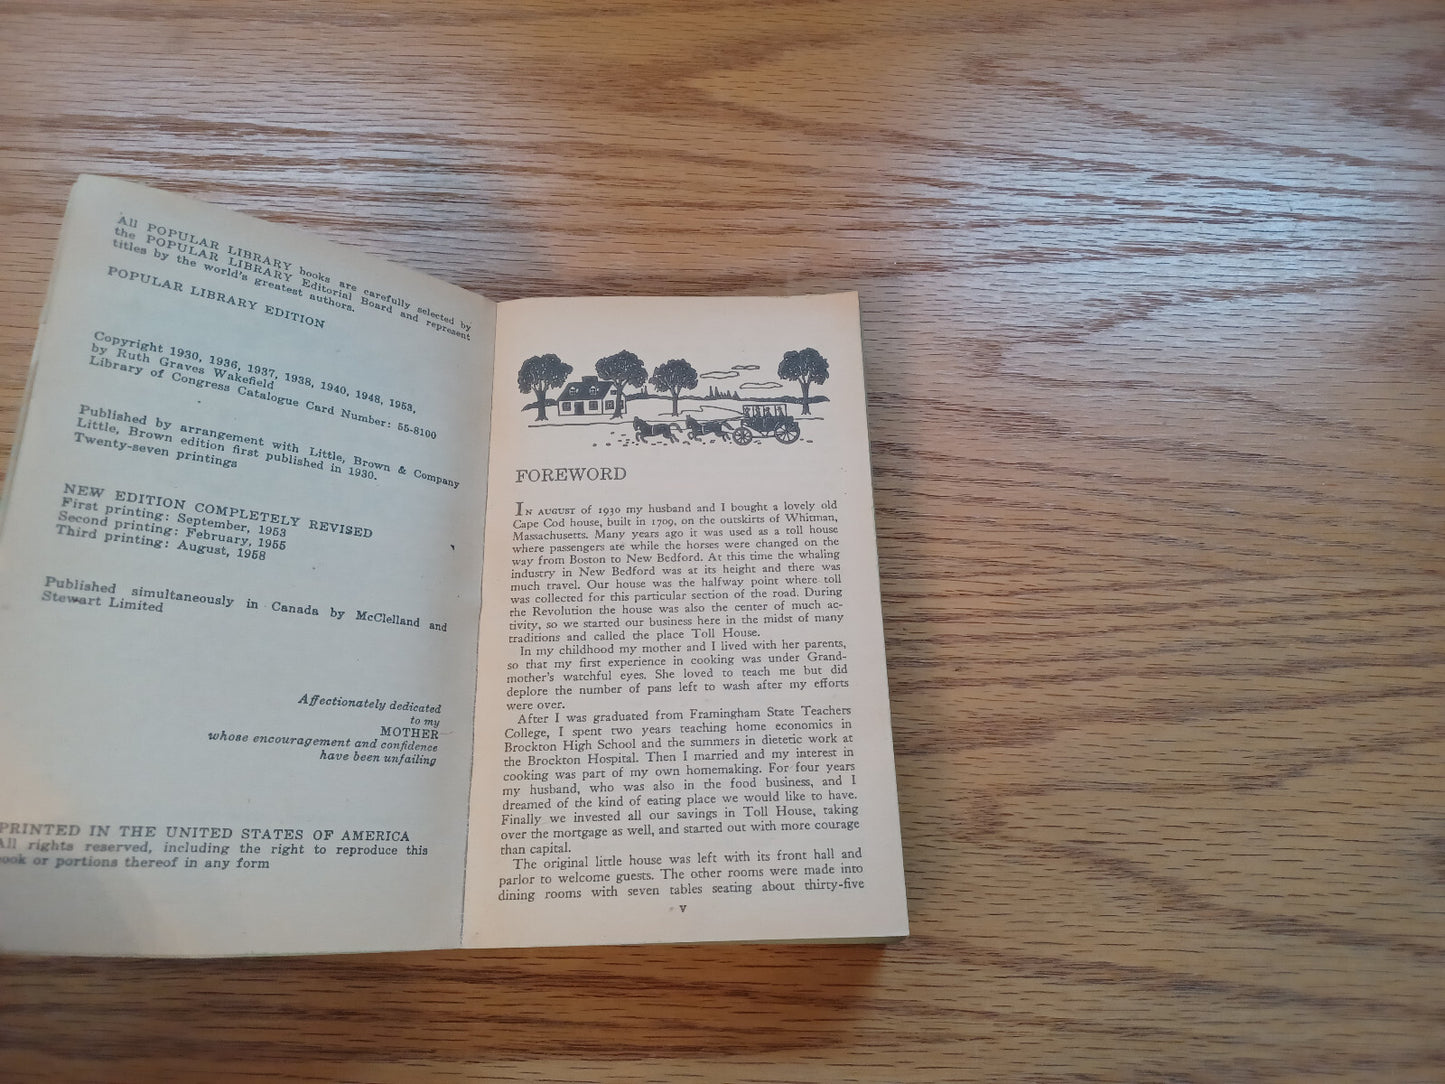 All POPULAR LIBRARY books are carefully selected by
the POPULAR LIBRARY Editorial Board and represent
titles by the world's greatest authors.
POPULAR LIBRARY EDITION
Copyright 1930, 1936, 1937, 1938, 1940, 1948, 1953,
by Ruth Graves Wakefield
Library of Congress Catalogue Card Number: 55-8100
Published by arrangement with Little, Brown & Company
Little, Brown edition first published in 1930.
Twenty-seven printings
NEW EDITION COMPLETELY REVISED
First printing: September, 1953
Second printing: February, 1955
Third printing: August, 1958
Published simultaneously in Canada by McClelland and
Stewart Limited
Affectionately dedicated
to my
MOTHER
whose encouragement and confidence
have been unfailing
PRINTED IN THE UNITED STATES OF AMERICA
All rights reserved, including the right to reproduce this
book or portions thereof in any form
FOREWORD
IN AUGUST of 1930 my husband and I bought a lovely old
Cape Cod house, built in 1709, on the outskirts of Whitman,
Massachusetts. Many years ago it was used as a toll house
where passengers ate while the horses were changed on the
way from Boston to New Bedford. At this time the whaling
industry in New Bedford was at its height and there was
much travel. Our house was the halfway point where toll
was collected for this particular section of the road. During
the Revolution the house was also the center of much ac-
tivity, so we started our business here in the midst of many
traditions and called the place Toll House.
In my childhood my mother and I lived with her parents,
so that my first experience in cooking was under Grand-
mother's watchful eyes. She loved to teach me but did
deplore the number of pans left to wash after my efforts
were over.
After I was graduated from Framingham State Teachers
College, I spent two years teaching home economics in
Brockton High School and the summers in dietetic work at
the Brockton Hospital. Then I married and my interest in
cooking was part of my own homemaking. For four years
my husband, who was also in the food business, and I
dreamed of the kind of eating place we would like to have.
Finally we invested all our savings in Toll House, taking
over the mortgage as well, and started out with more courage
than capital.
The original little house was left with its front hall and
parlor to welcome guests. The other rooms were made into
dining rooms with seven tables seating about thirty-five
V